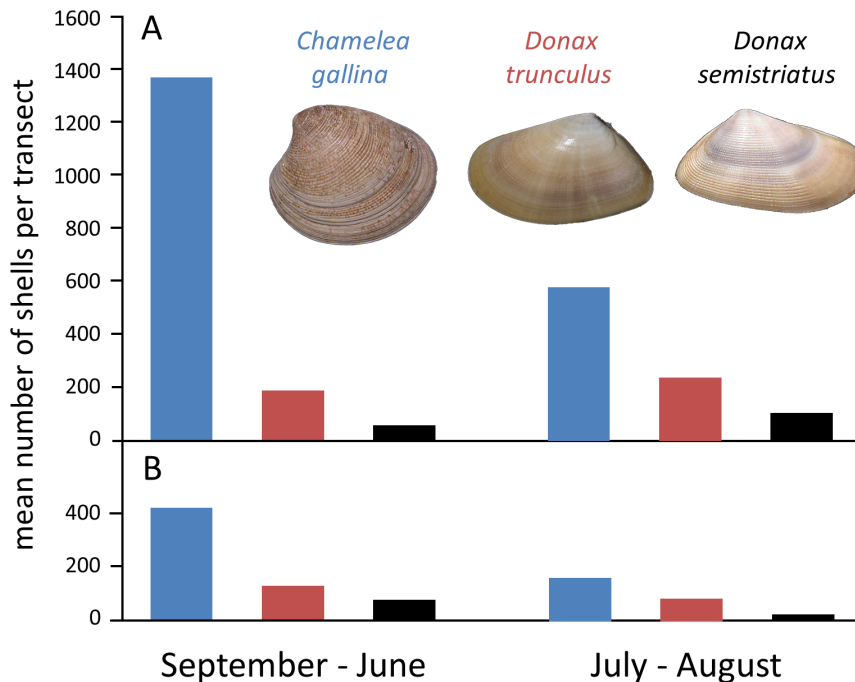 mean number of shells per transect
A
1600
1400
1200
1000
800
600
400
200
0
Chamelea
gallina
Donax
trunculus
Donax
semistriatus
B
400
200
0
September - June
July - August